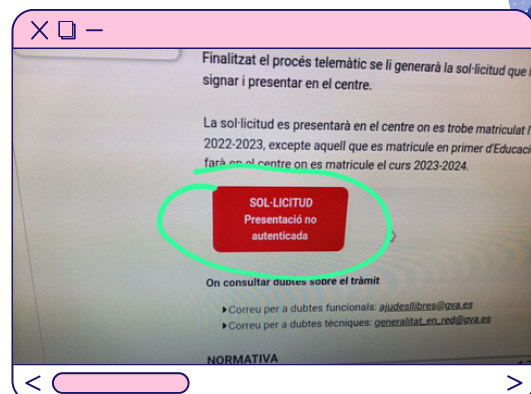 Finalitzat el procés telemàtic se li generarà la sol·licitud que
signar i presentar en el centre.
La sol·licitud es presentarà en el centre on es trobe matriculat
2022-2023, excepte aquell que es matricule en primer
farà en el centre on es matricule el curs 2023-2024.
SOL·LICITUD
Presentació no
autenticada
On consultar dubtes sobre el tràmit
Correu per a dubtes funcionals: ajudesllibres@gva.es
Correu per a dubtes tècniques: generalitat_en_red@gva.es
NORMATIVA